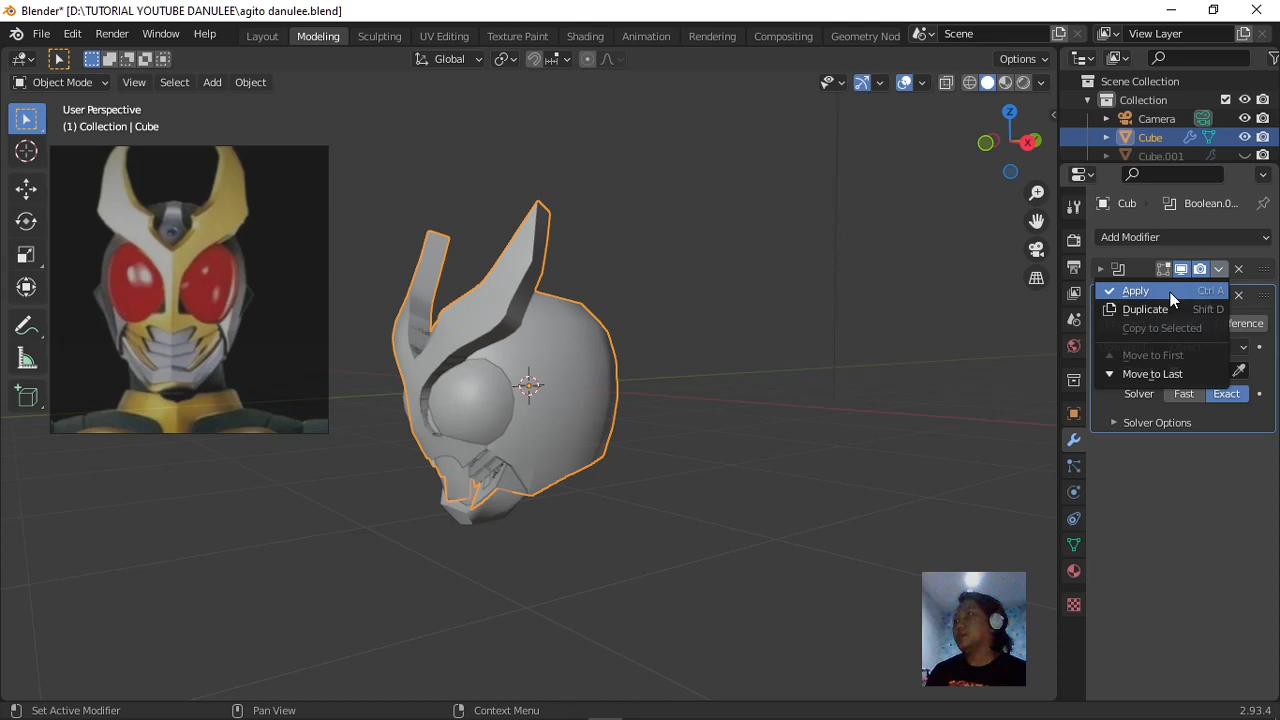 Blender* [D:\TUTORIAL YOUTUBE DANULEE\agito danulee.blend]
File Edit Render Window Help Layout Modeling Sculpting UV Editing Texture Paint Shading Animation Rendering Compositing Geometry Nod Scene View Layer
Global Options
Object Mode View Select Add Object
User Perspective
(1) Collection | Cube
Z
X
Y
Scene Collection
Collection
Camera
Cube
Cube.001
Cub Boolean.0...
Add Modifier
Apply Ctrl A
Duplicate Shift D
Copy to Selected
Move to First
Move to Last
ference
Solver Fast Exact
Solver Options
Set Active Modifier Pan View Context Menu 2.93.4